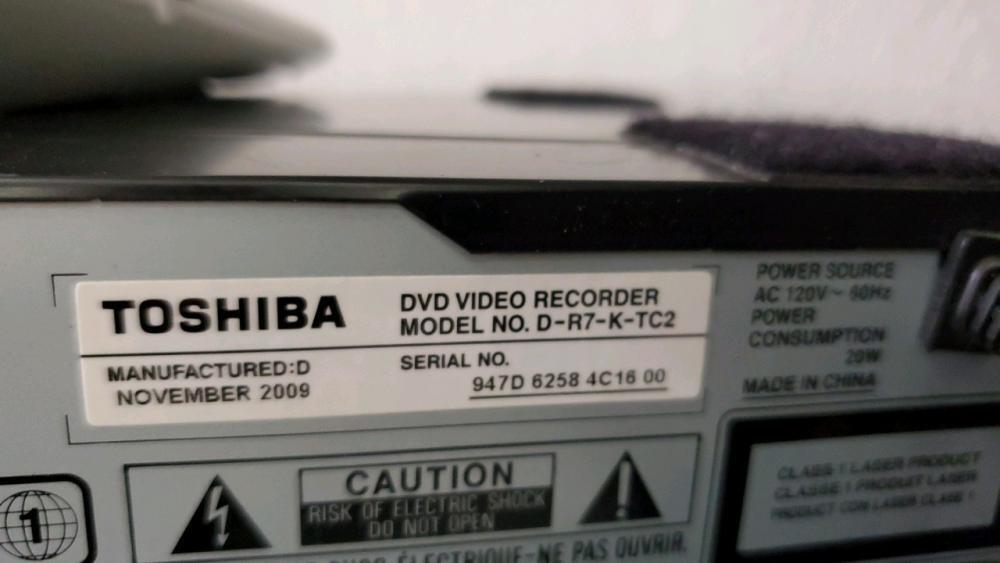 TOSHIBA
DVD VIDEO RECORDER
MODEL NO. D-R7-K-TC2
MANUFACTURED:D
NOVEMBER 2009
SERIAL NO.
947D 6258 4C16 00
POWER SOURCE
AC 120V~ 60Hz
POWER
CONSUMPTION
20W
MADE IN CHINA
1
CAUTION
RISK OF ELECTRIC SHOCK
DO NOT OPEN
ÉLECTRIQUE-NE PAS OUVRIR.
CLASS 1 LASER PRODUCT
CLASSE 1 PRODUIT LASER
PRODUCTO CON LASER CLASE 1